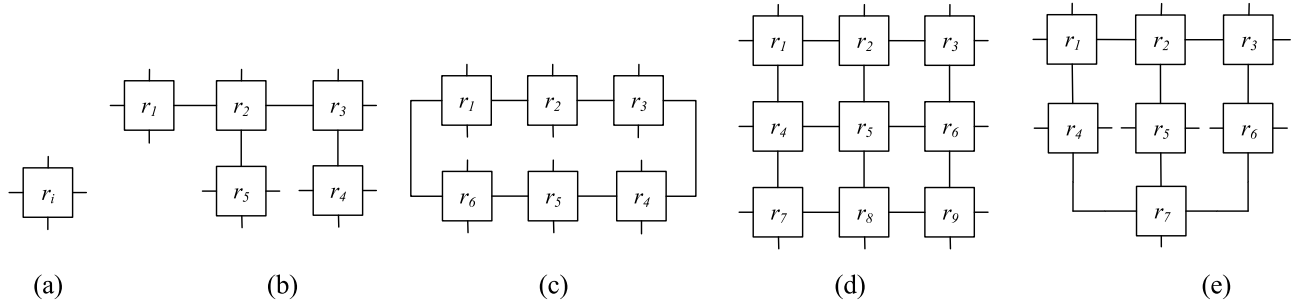 r1 r2 r3
r1 r2 r3
r1 r2 r3
r1 r2 r3
r4 r5 r6
r4 r5 r6
ri
r5 r4
r6 r5 r4
r7 r8 r9
r7
(a) (b) (c) (d) (e)